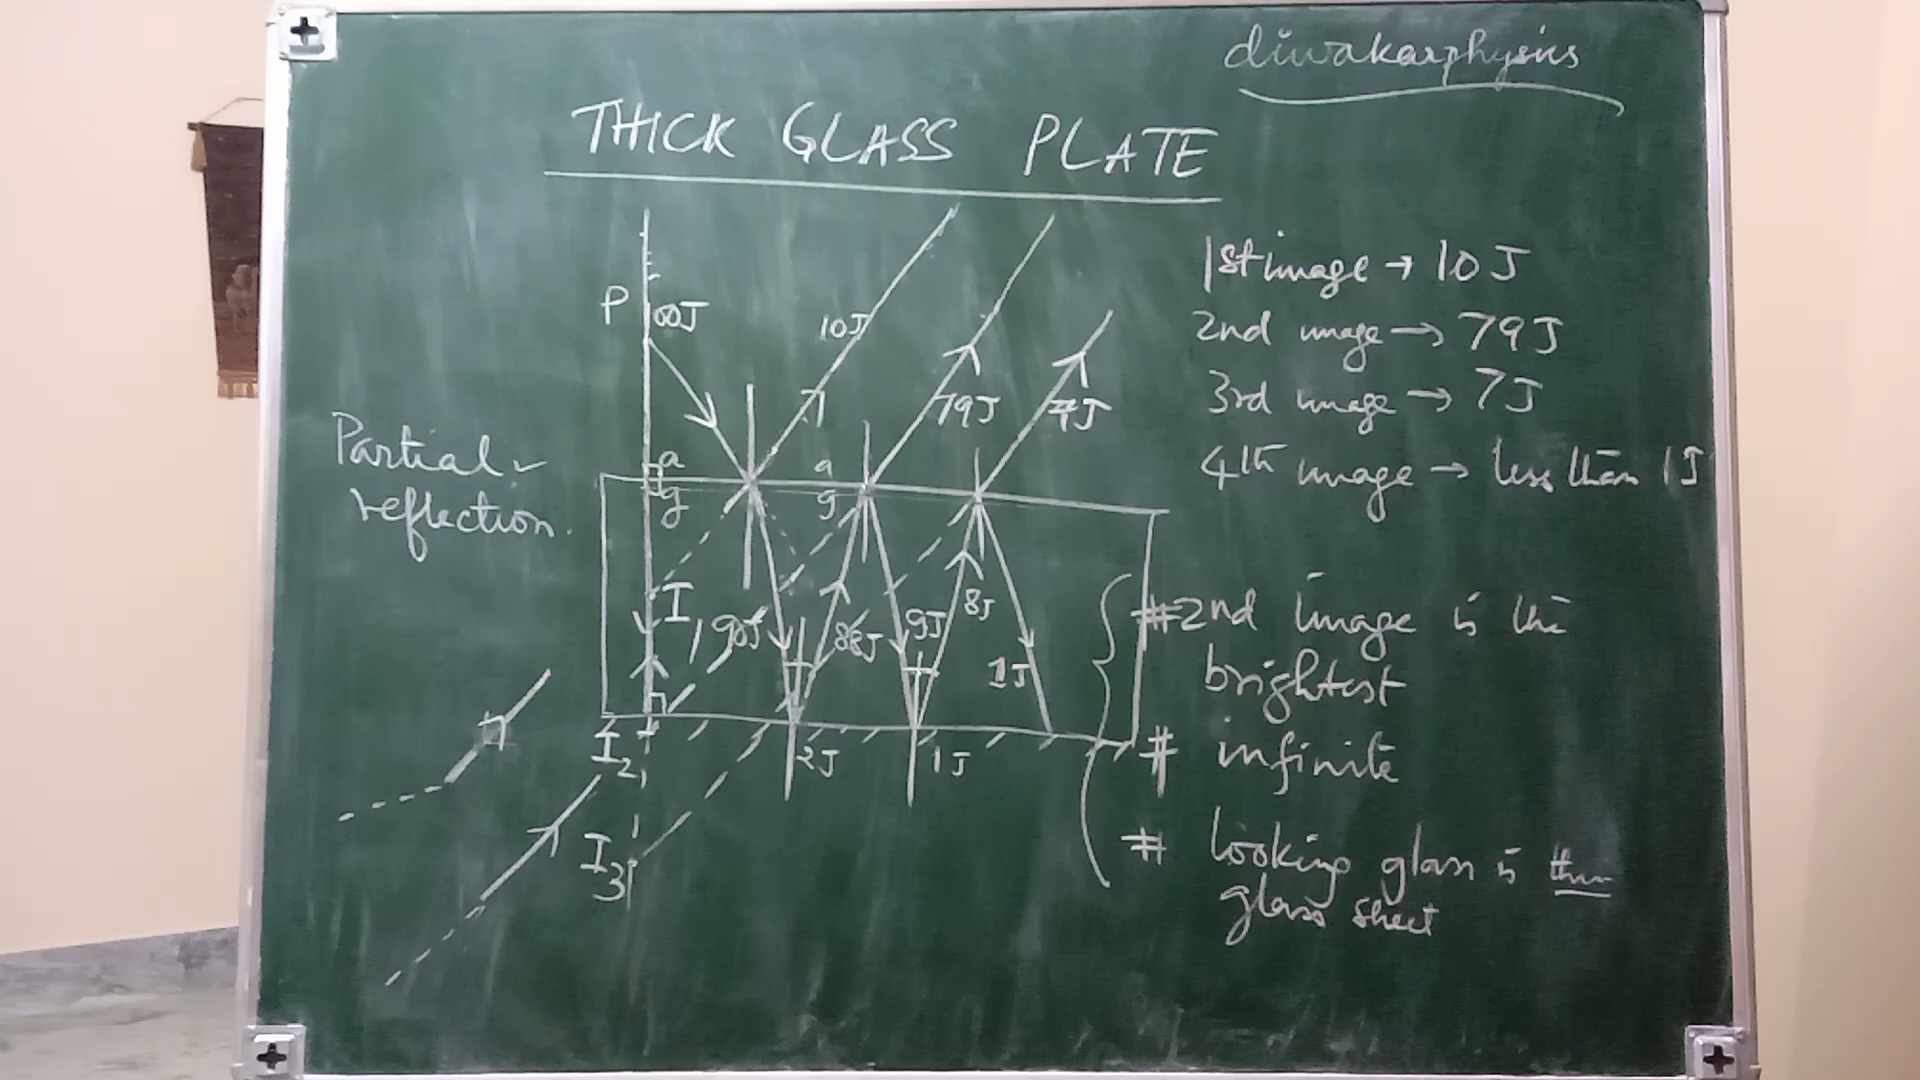 diwakarphysics
THICK GLASS PLATE
P
100J
10J
79J
7J
a
g
a
g
I
90J
88J
9J
8J
1J
I2
2J
1J
I3
Partial
reflection.
1st image → 10J
2nd image → 79J
3rd image → 7J
4th image → less than 1J
#2nd image is the
brightest
# infinite
# looking glass is
glass sheet